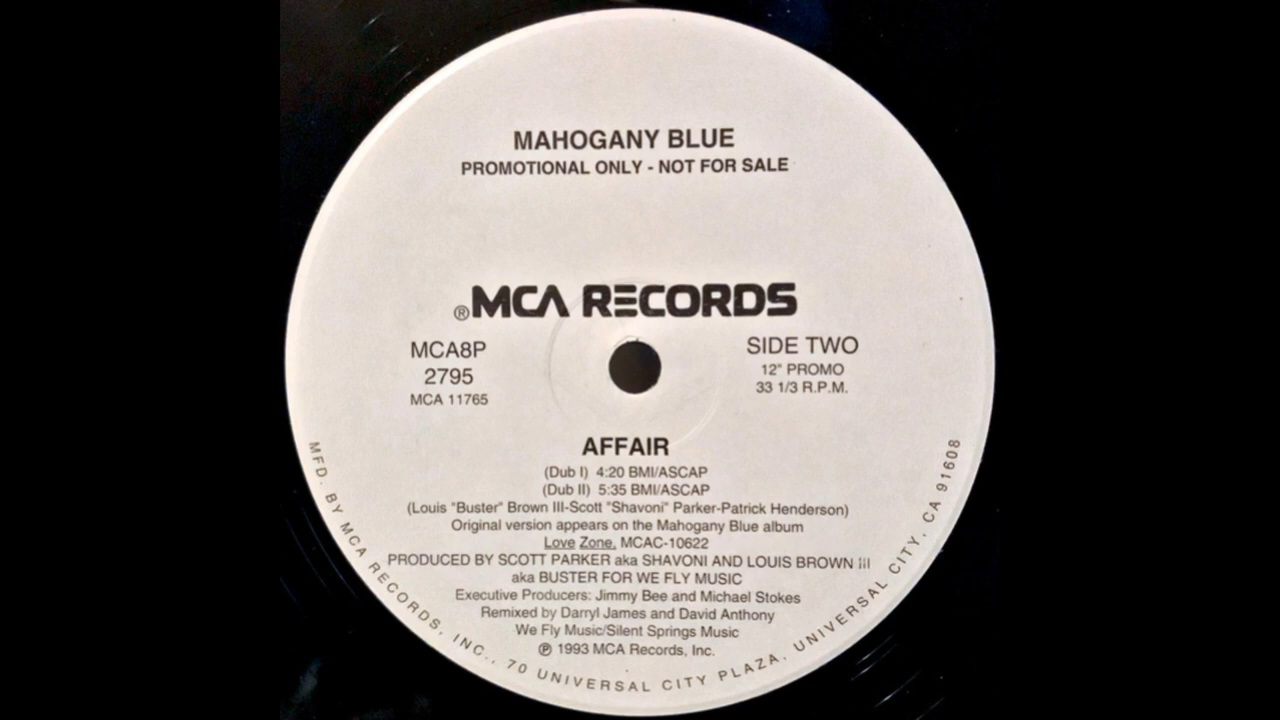 MAHOGANY BLUE
PROMOTIONAL ONLY - NOT FOR SALE
®MCA RECORDS
MCA8P
2795
MCA 11765
SIDE TWO
12" PROMO
33 1/3 R.P.M.
AFFAIR
(Dub I) 4:20 BMI/ASCAP
(Dub II) 5:35 BMI/ASCAP
(Louis "Buster" Brown III-Scott "Shavoni" Parker-Patrick Henderson)
Original version appears on the Mahogany Blue album
Love Zone, MCAC-10622
PRODUCED BY SCOTT PARKER aka SHAVONI AND LOUIS BROWN III
aka BUSTER FOR WE FLY MUSIC
Executive Producers: Jimmy Bee and Michael Stokes
Remixed by Darryl James and David Anthony
We Fly Music/Silent Springs Music
℗ 1993 MCA Records, Inc.
MFD. BY MCA RECORDS, INC., 70 UNIVERSAL CITY PLAZA, UNIVERSAL CITY, CA 91608